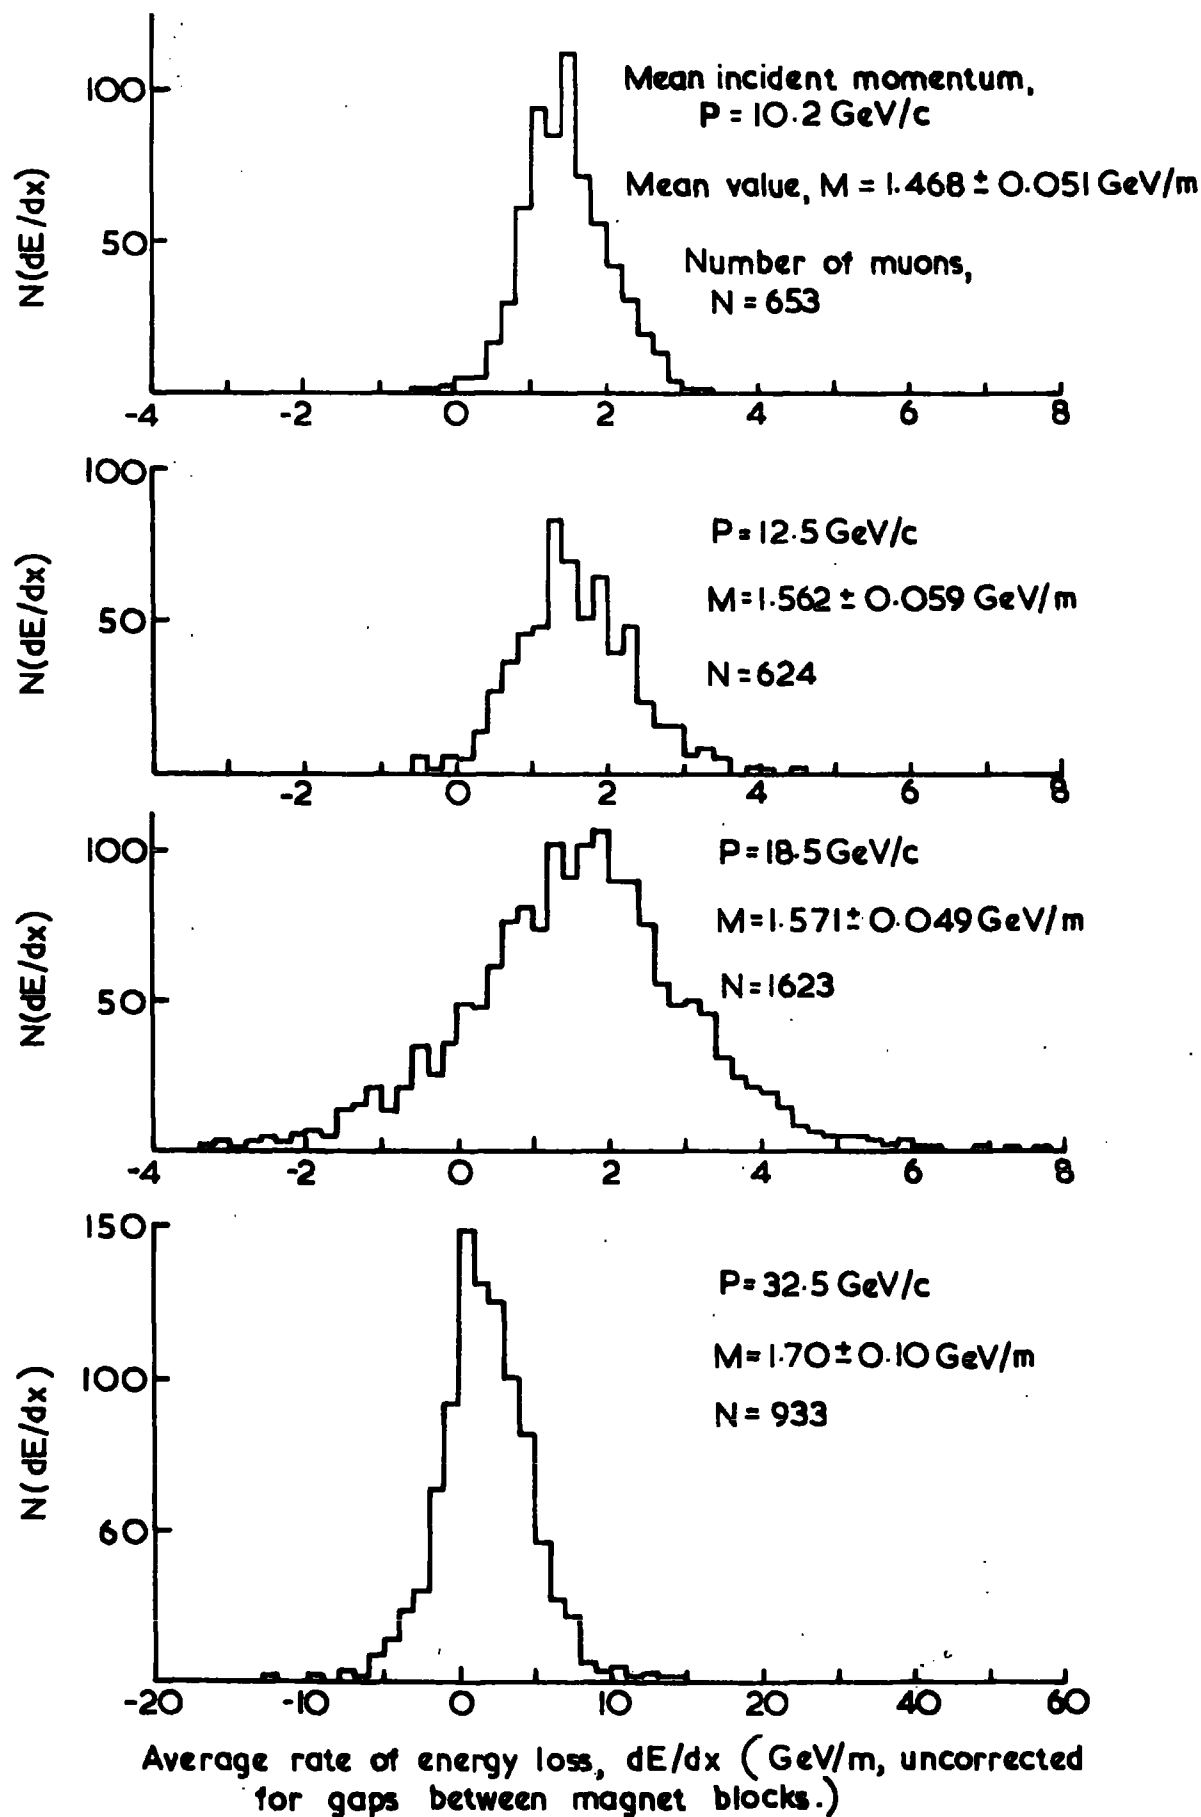 Mean incident momentum,
P = 10.2 GeV/c
Mean value, M = 1.468 ± 0.051 GeV/m
Number of muons,
N = 653
N(dE/dx)
100
50
-4 -2 0 2 4 6 8
P = 12.5 GeV/c
M = 1.562 ± 0.059 GeV/m
N = 624
N(dE/dx)
100
50
-2 0 2 4 6 8
P = 18.5 GeV/c
M = 1.571 ± 0.049 GeV/m
N = 1623
N(dE/dx)
100
50
-4 -2 0 2 4 6 8
P = 32.5 GeV/c
M = 1.70 ± 0.10 GeV/m
N = 933
N(dE/dx)
150
100
60
-20 -10 0 10 20 40 60
Average rate of energy loss, dE/dx (GeV/m, uncorrected
for gaps between magnet blocks.)